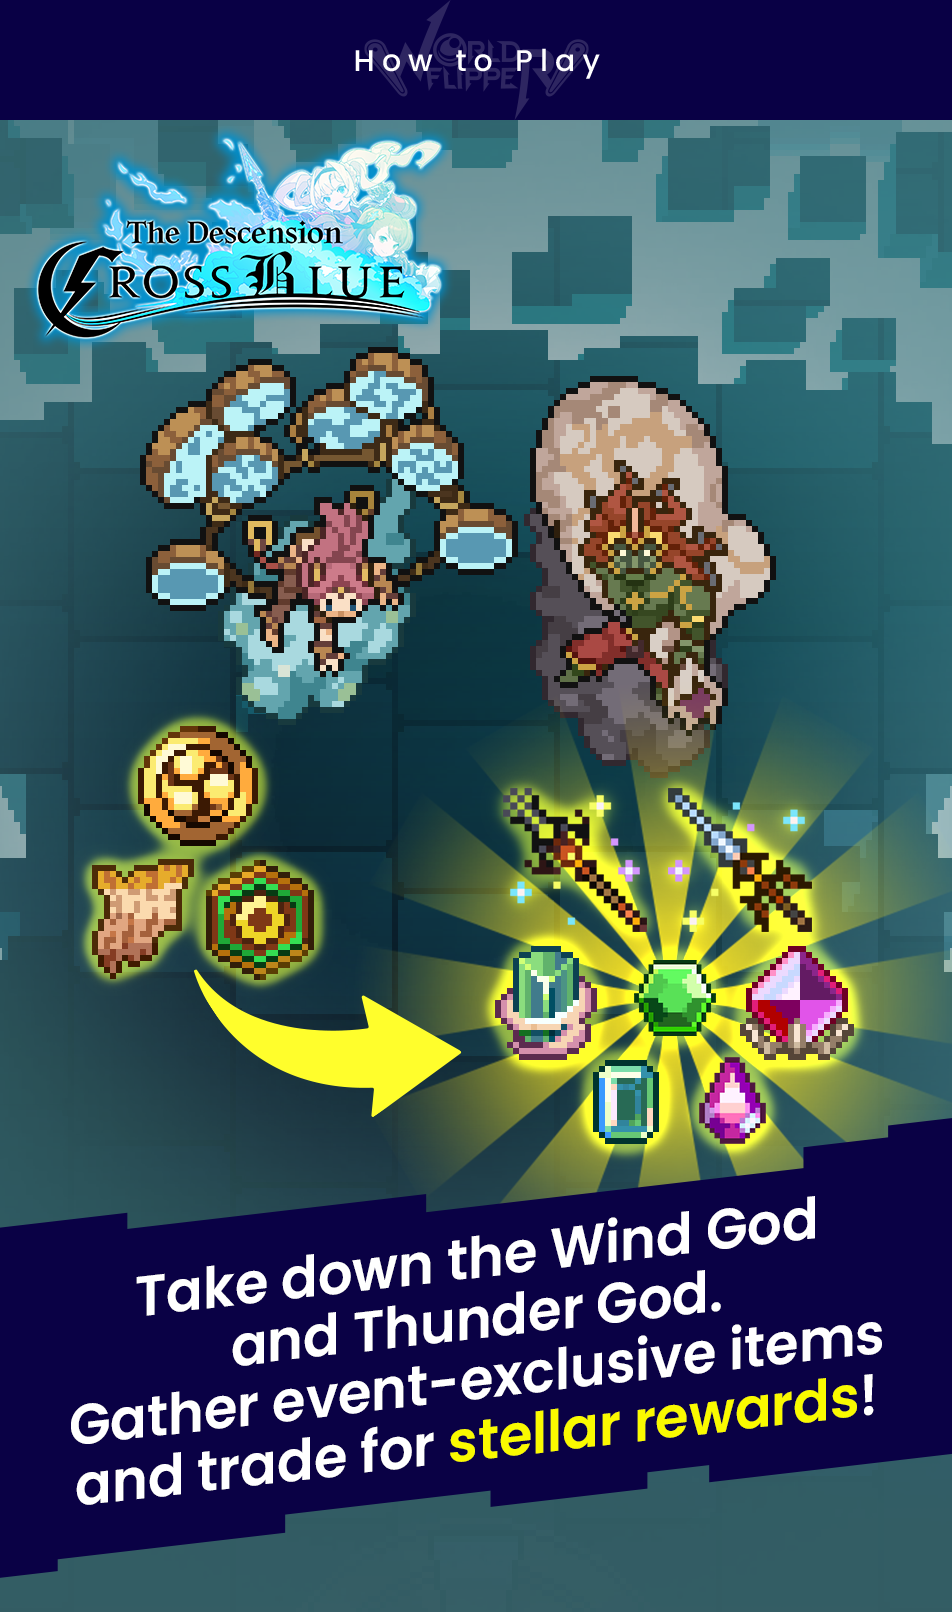 How to Play
WORLD
FLIPPER
The Descension
CROSS BLUE
Take down the Wind God
and Thunder God.
Gather event-exclusive items
and trade for stellar rewards!